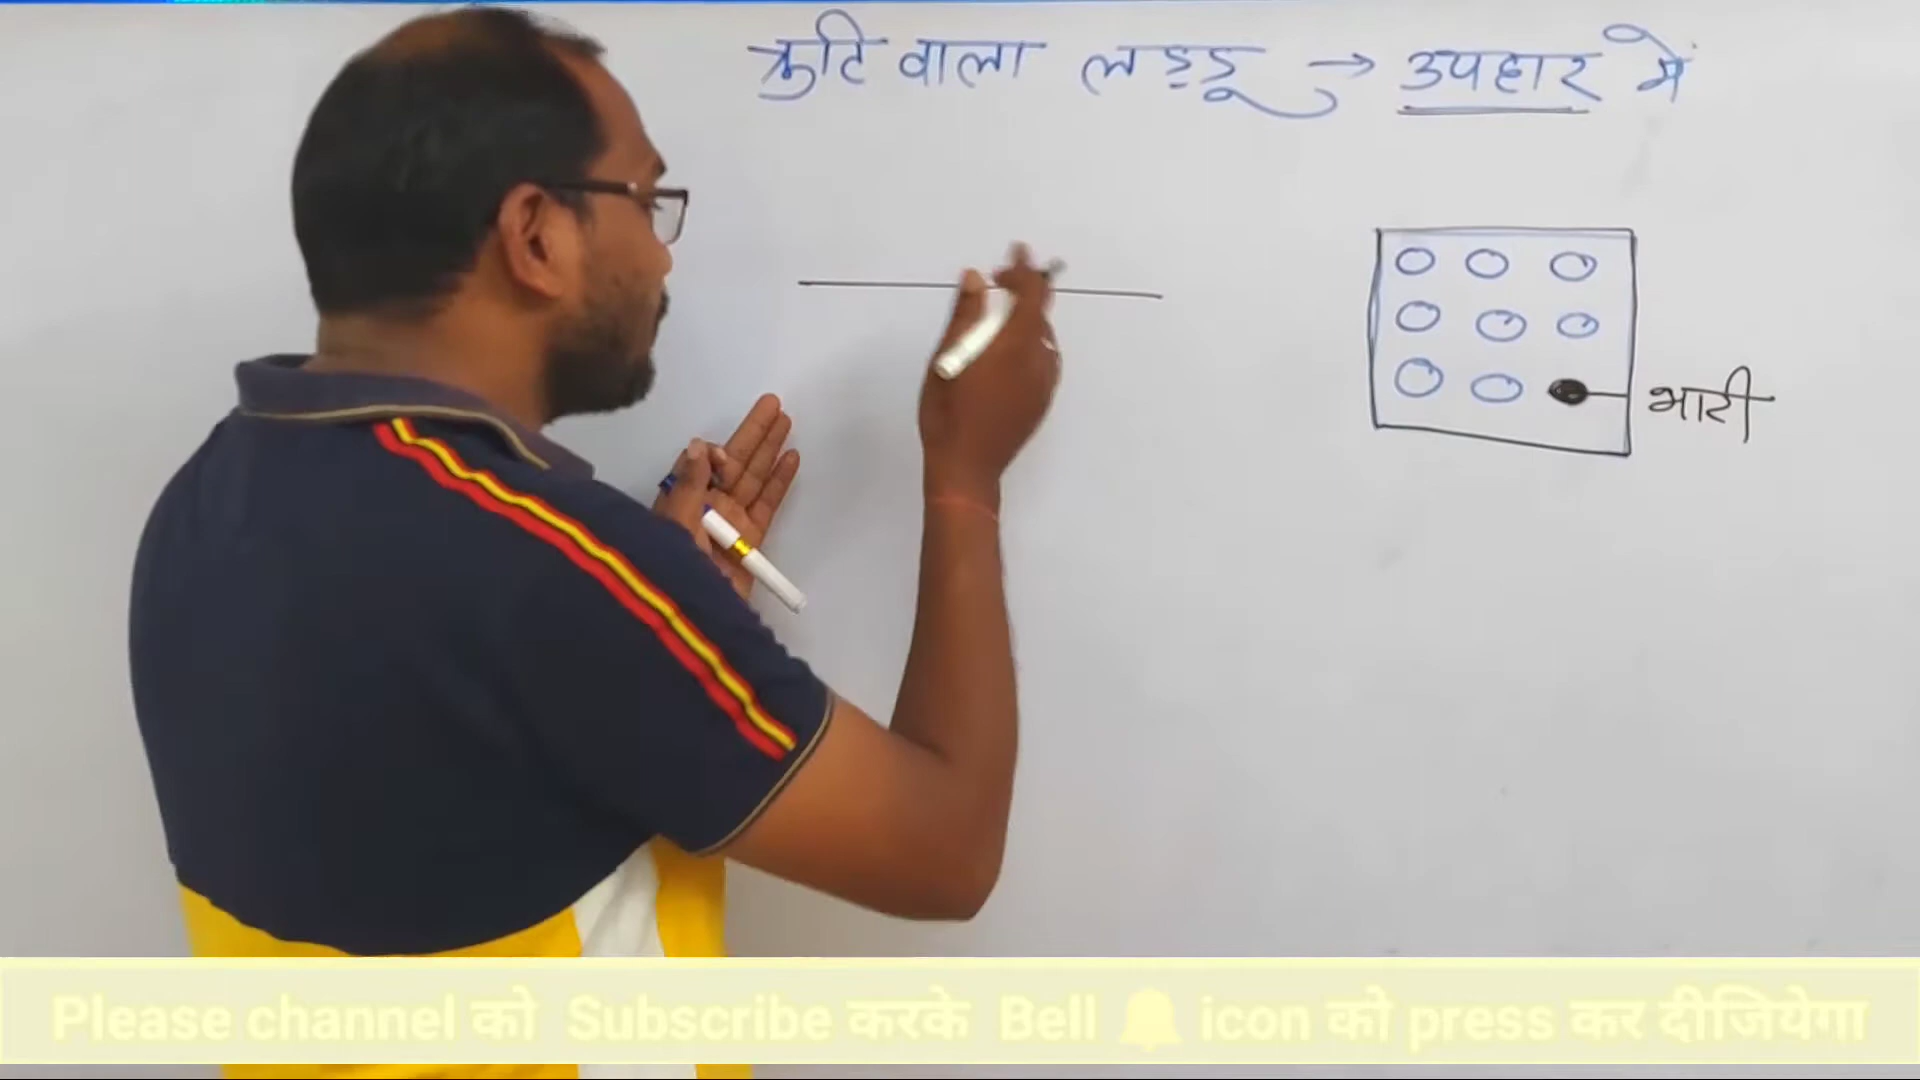 त्रुटि वाला लड्डू → उपहार में
भारी
Please channel को Subscribe करके Bell 🔔 icon को press कर दीजियेगा